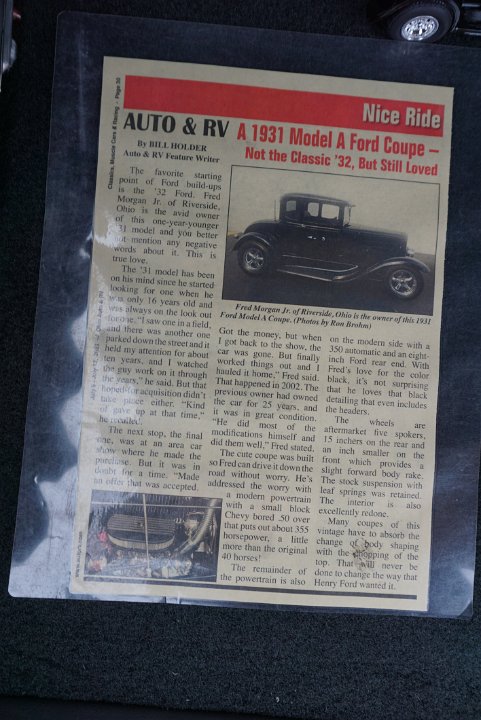 Classics, Muscle Cars & Racing - Page 30
Nice Ride
AUTO & RV
A 1931 Model A Ford Coupe –
Not the Classic '32, But Still Loved
By BILL HOLDER
Auto & RV Feature Writer
The favorite starting
point of Ford build-ups
is the '32 Ford. Fred
Morgan Jr. of Riverside,
Ohio is the avid owner
of this one-year-younger
'31 model and you better
not mention any negative
words about it. This is
true love.
The '31 model has been
on his mind since he started
looking for one when he
was only 16 years old and
was always on the look out
for one. "I saw one in a field,
and there was another one
parked down the street and it
held my attention for about
ten years, and I watched
the guy work on it through
the years," he said. But that
hopeful acquisition didn't
take place either. "Kind
of gave up at that time,"
he recalled.
The next stop, the final
one, was at an area car
show where he made the
purchase. But it was in
doubt for a time. "Made
an offer that was accepted.
Fred Morgan Jr. of Riverside, Ohio is the owner of this 1931
Ford Model A Coupe. (Photos by Ron Brohm)
Got the money, but when
I got back to the show, the
car was gone. But finally
worked things out and I
hauled it home," Fred said.
That happened in 2002. The
previous owner had owned
the car for 25 years, and
it was in great condition.
"He did most of the
modifications himself and
did them well," Fred stated.
The cute coupe was built
so Fred can drive it down the
road without worry. He's
addressed the worry with
a modern powertrain
with a small block
Chevy bored .50 over
that puts out about 355
horsepower, a little
more than the original
40 horses!
The remainder of
the powertrain is also
on the modern side with a
350 automatic and an eight-
inch Ford rear end. With
Fred's love for the color
black, it's not surprising
that he loves that black
detailing that even includes
the headers.
The wheels are
aftermarket five spokers,
15 inchers on the rear and
an inch smaller on the
front which provides a
slight forward body rake.
The stock suspension with
leaf springs was retained.
The interior is also
excellently redone.
Many coupes of this
vintage have to absorb the
change of body shaping
with the chopping of the
top. That will never be
done to change the way that
Henry Ford wanted it.